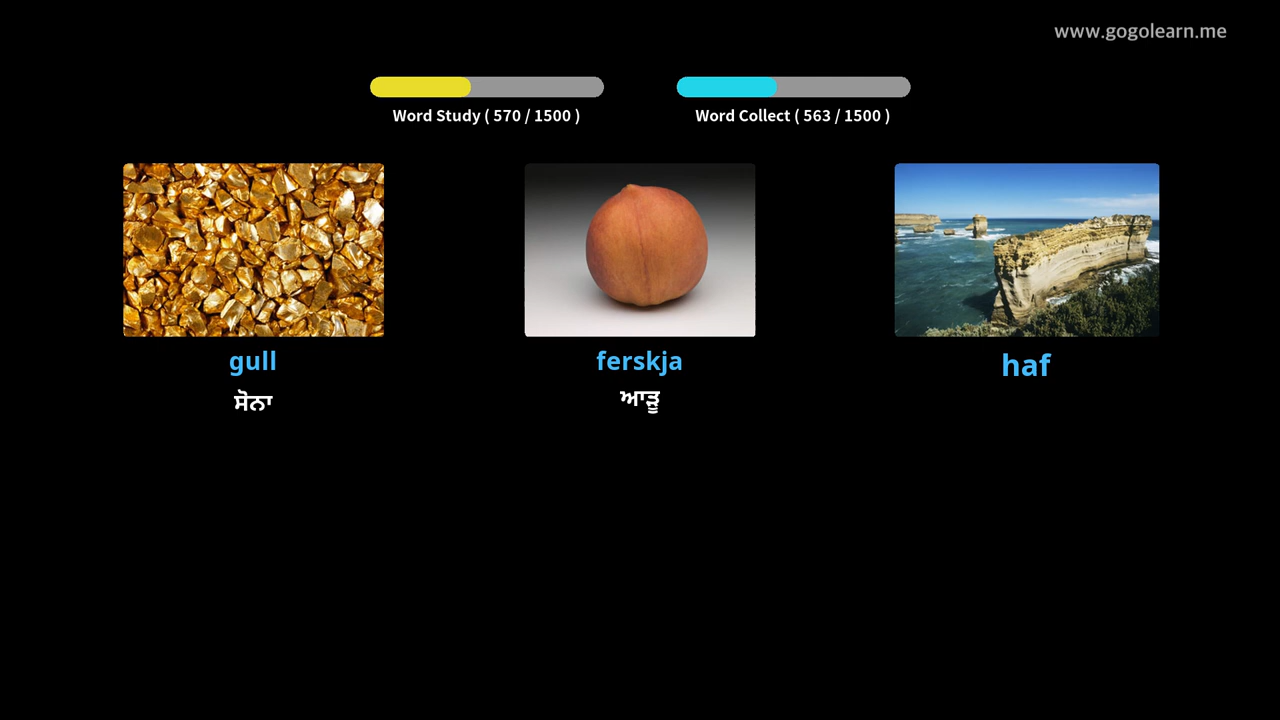 www.gogolearn.me
Word Study ( 570 / 1500 )
Word Collect ( 563 / 1500 )
gull
ferskja
haf
ਸੋਨਾ
ਆੜੂ